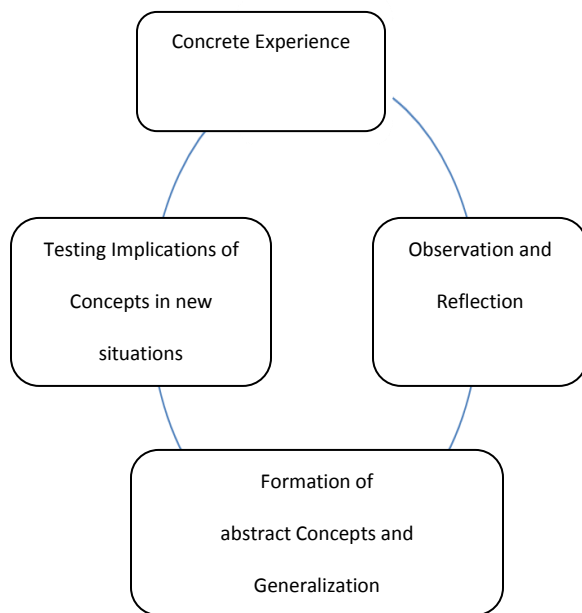 Concrete Experience
Testing Implications of
Concepts in new
situations
Observation and
Reflection
Formation of
abstract Concepts and
Generalization